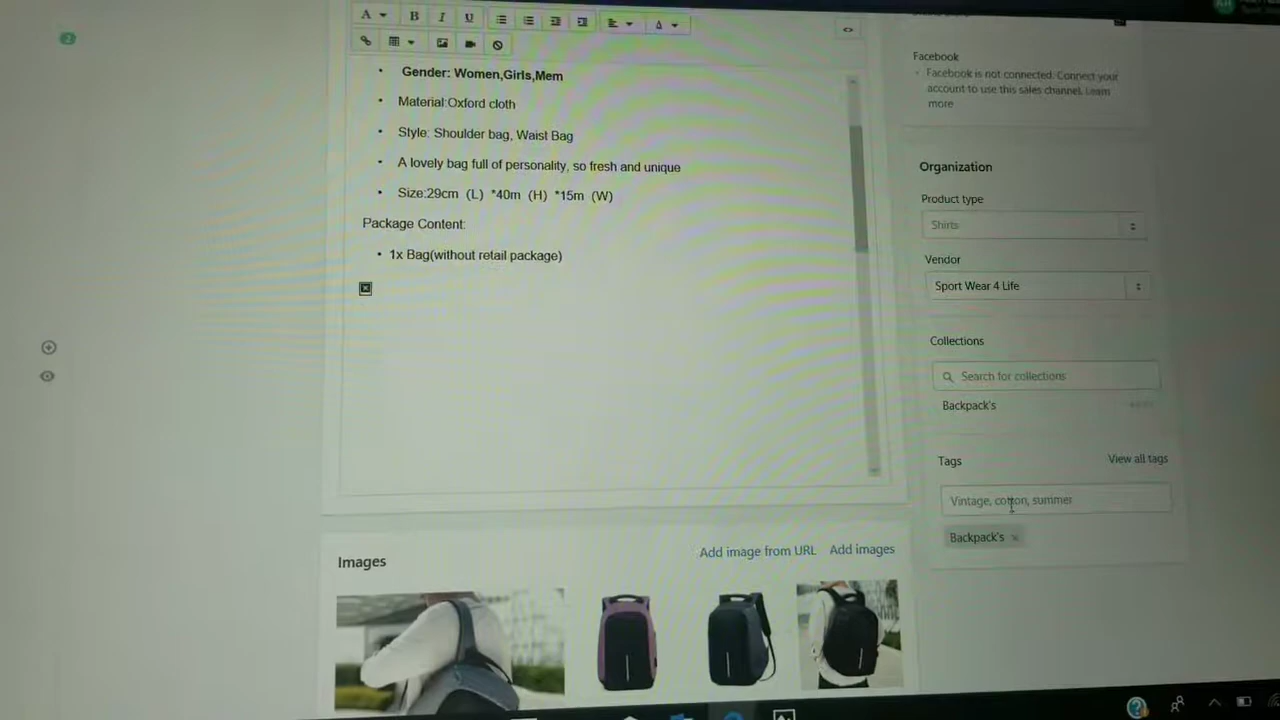 A
B I U
A
Gender: Women,Girls,Mem
Material:Oxford cloth
Style: Shoulder bag, Waist Bag
A lovely bag full of personality, so fresh and unique
Size:29cm (L) *40m (H) *15m (W)
Package Content:
1x Bag(without retail package)
Images
Add image from URL
Add images
Facebook
Facebook is not connected. Connect your
account to use this sales channel. Learn
more
Organization
Product type
Shirts
Vendor
Sport Wear 4 Life
Collections
Search for collections
Backpack's
Tags
View all tags
Vintage, cotton, summer
Backpack's